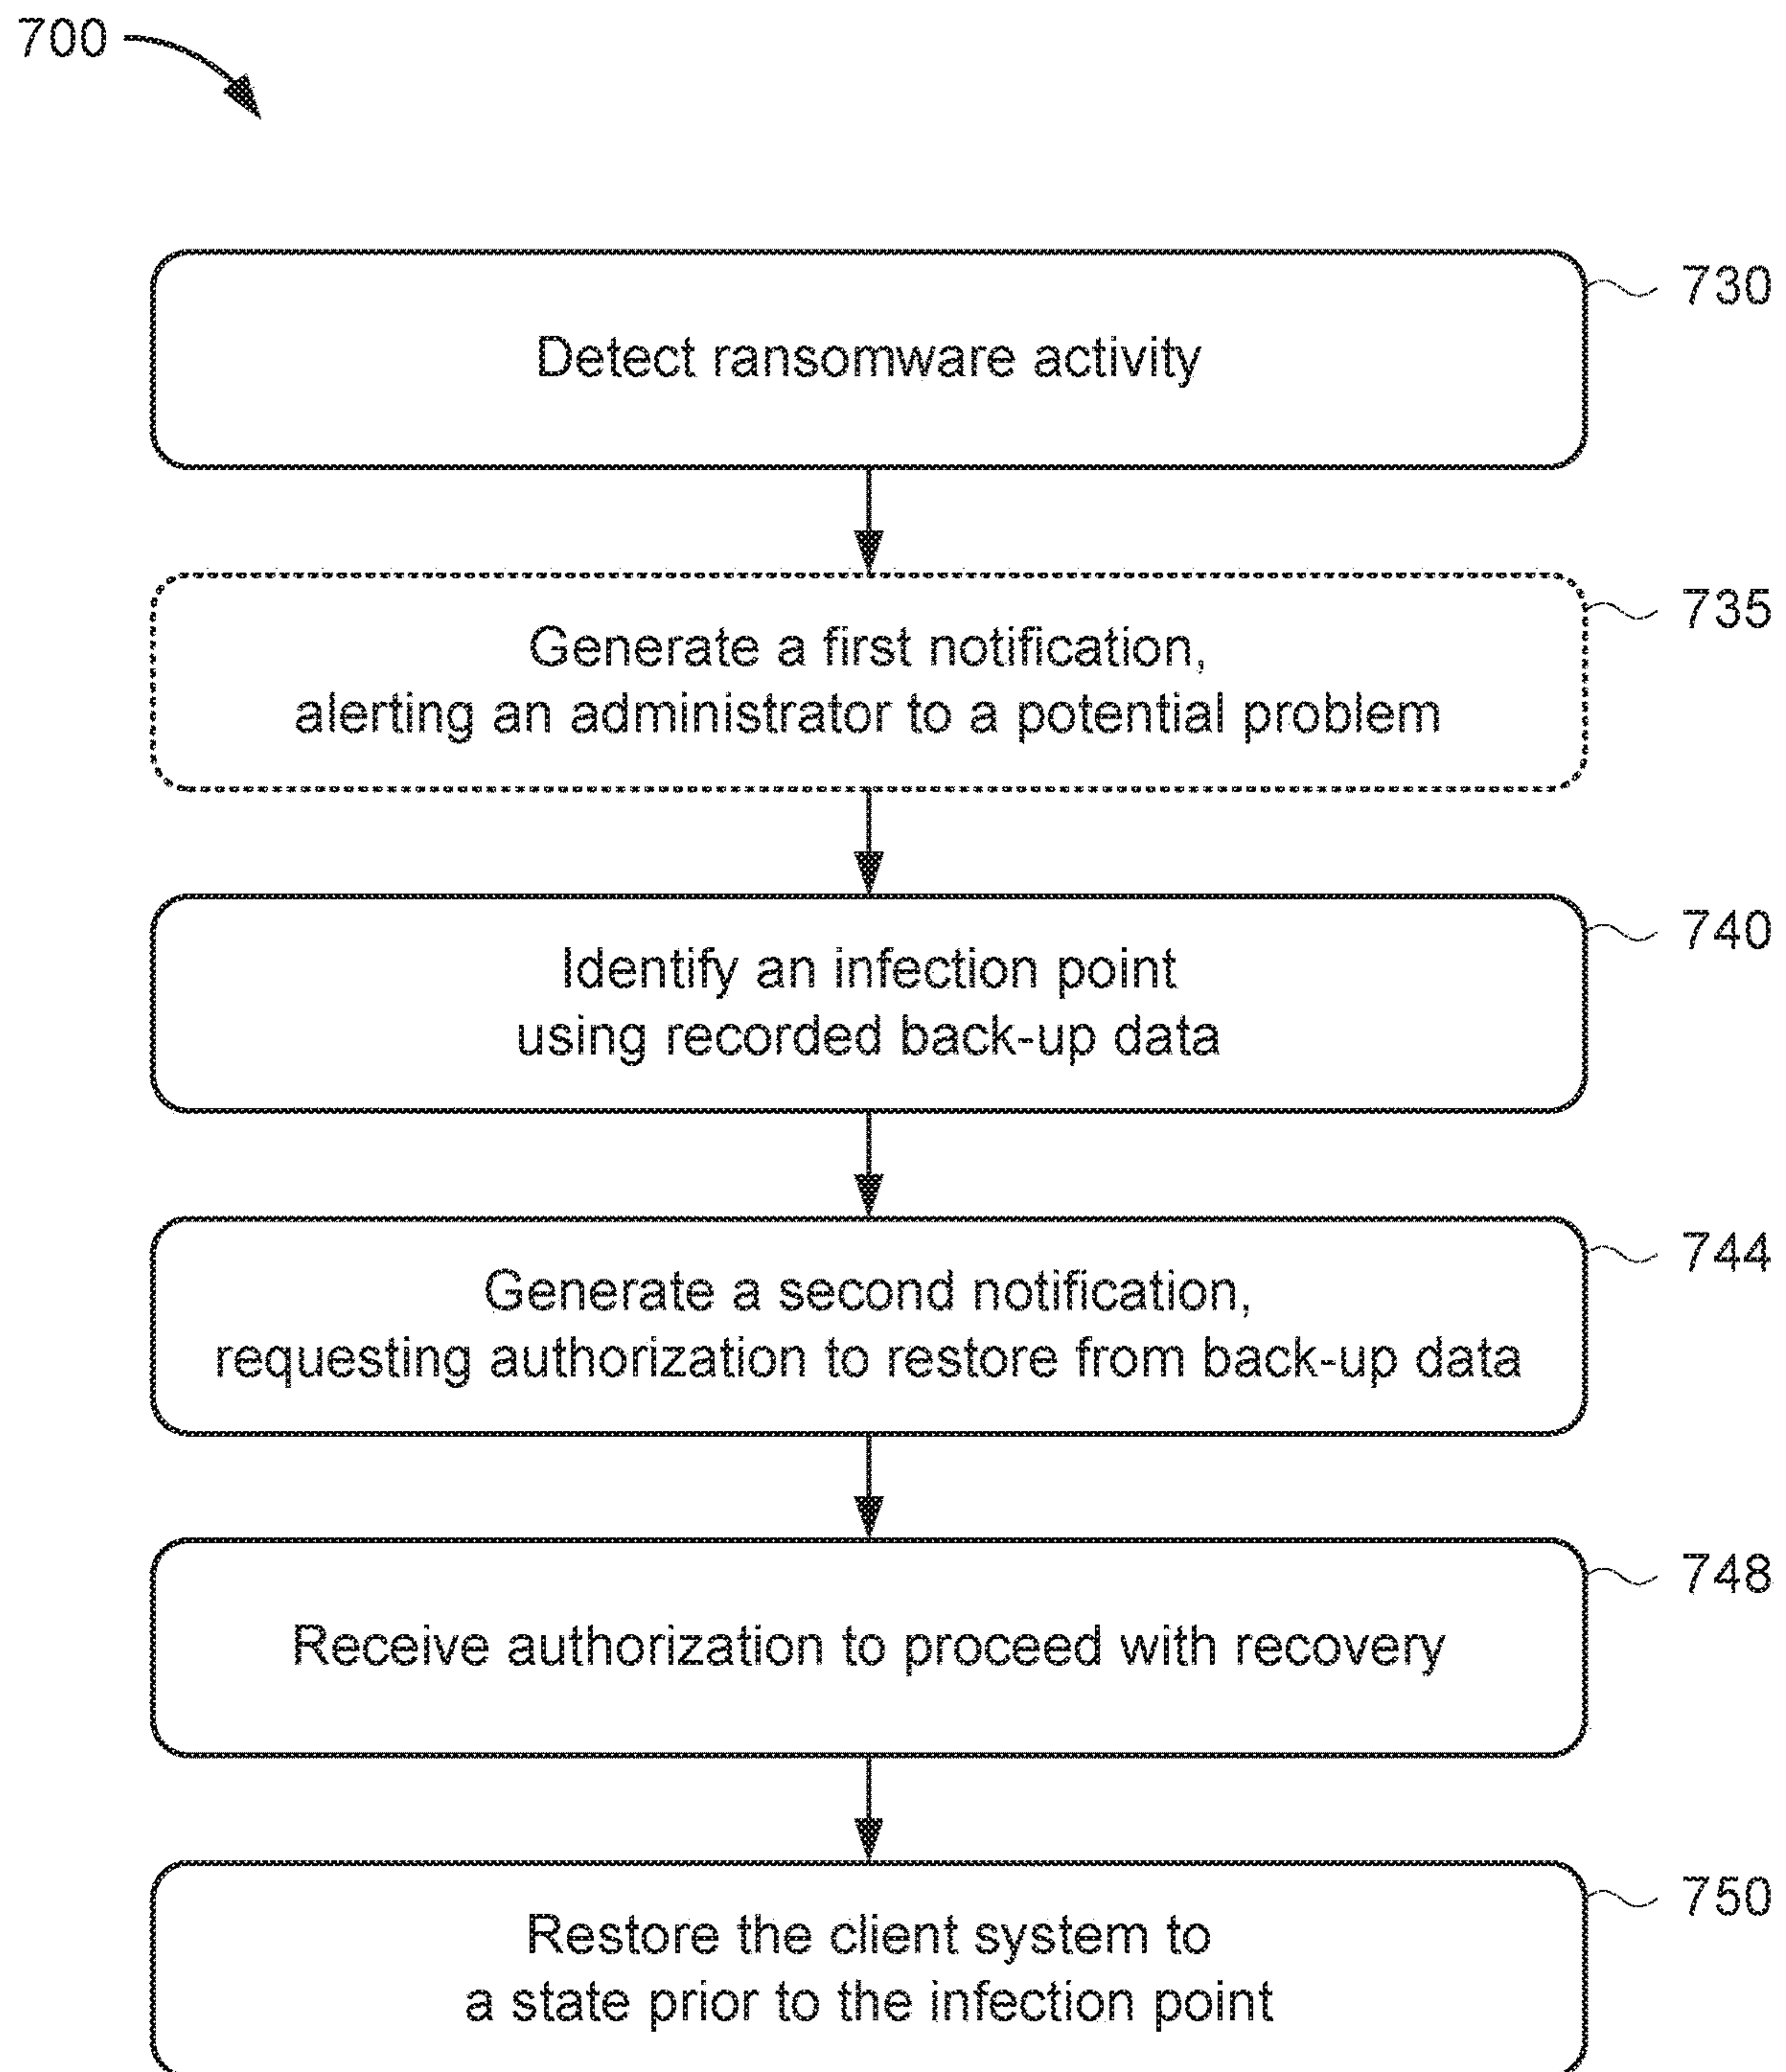 700
730
Detect ransomware activity
735
Generate a first notification,
alerting an administrator to a potential problem
740
Identify an infection point
using recorded back-up data
744
Generate a second notification,
requesting authorization to restore from back-up data
748
Receive authorization to proceed with recovery
750
Restore the client system to
a state prior to the infection point